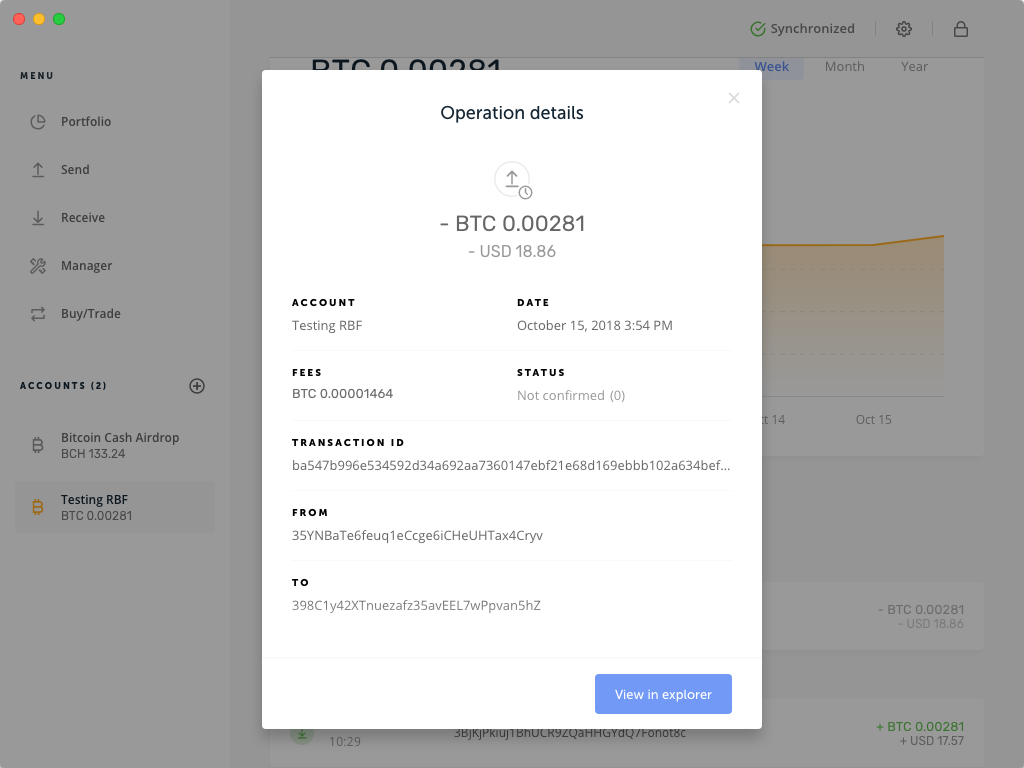 Synchronized
MENU
Portfolio
Send
Receive
Manager
Buy/Trade
ACCOUNTS (2)
Bitcoin Cash Airdrop
BCH 133.24
Testing RBF
BTC 0.00281
BTC 0.00281
Week Month Year
Operation details
- BTC 0.00281
- USD 18.86
ACCOUNT
Testing RBF
DATE
October 15, 2018 3:54 PM
FEES
BTC 0.00001464
STATUS
Not confirmed (0)
TRANSACTION ID
ba547b996e534592d34a692aa7360147ebf21e68d169ebbb102a634bef...
FROM
35YNBaTe6feuq1eCcge6iCHeUHTax4Cryv
TO
398C1y42XTnuezafz35avEEL7wPpvan5hZ
View in explorer
ct 14 Oct 15
- BTC 0.00281
- USD 18.86
10:29
+ BTC 0.00281
+ USD 17.57